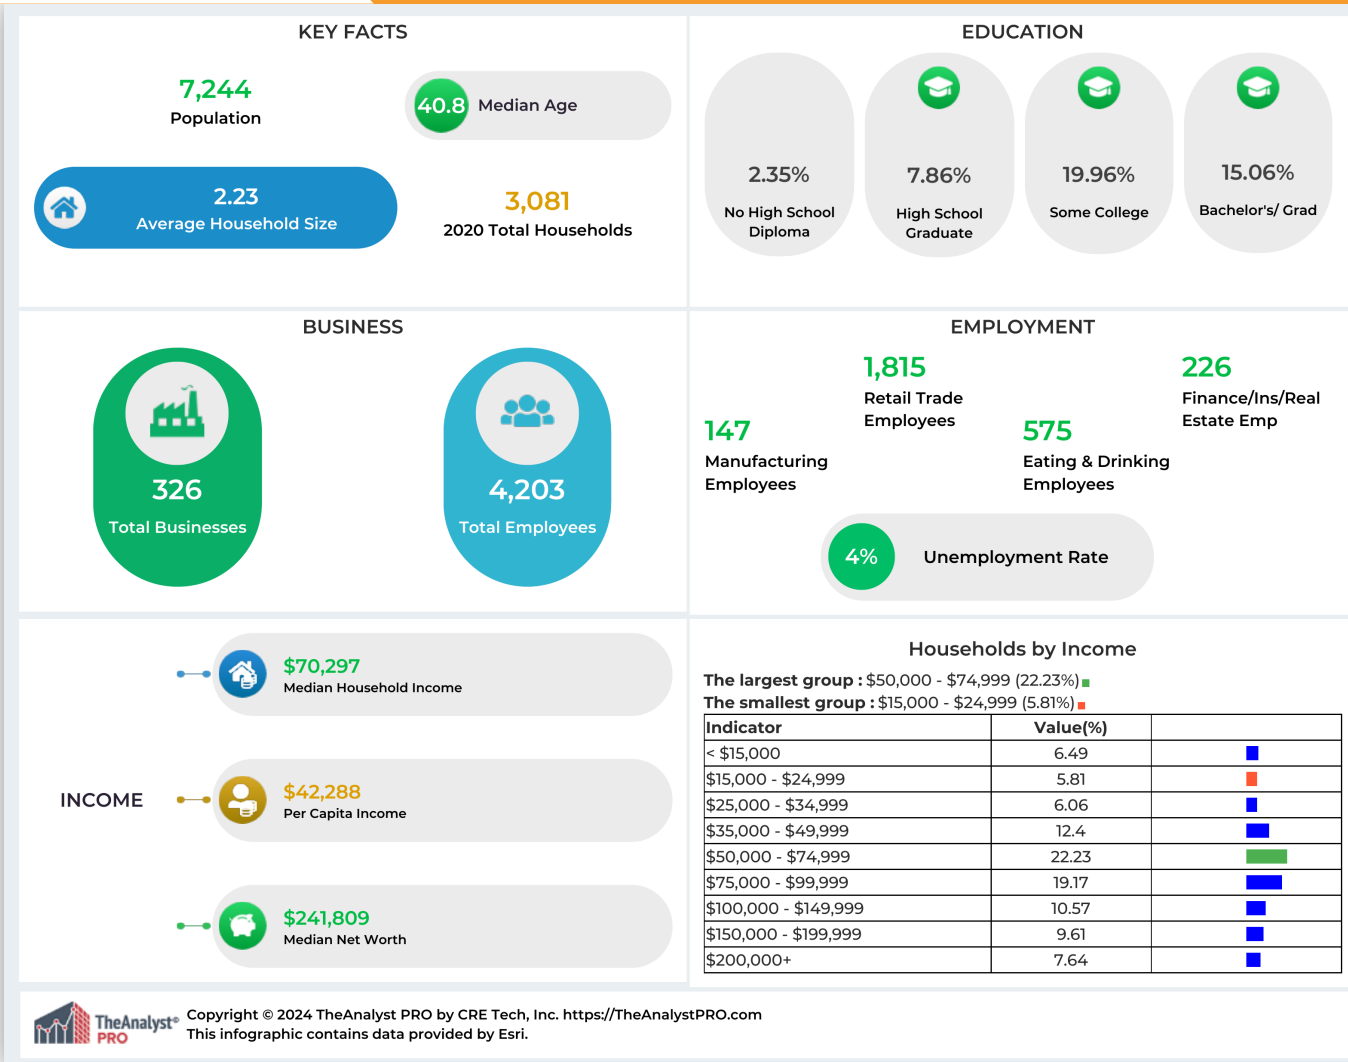 KEY FACTS
7,244
Population
40.8 Median Age
2.23
Average Household Size
3,081
2020 Total Households
EDUCATION
2.35%
No High School
Diploma
7.86%
High School
Graduate
19.96%
Some College
15.06%
Bachelor's/ Grad
BUSINESS
326
Total Businesses
4,203
Total Employees
EMPLOYMENT
147
Manufacturing
Employees
1,815
Retail Trade
Employees
575
Eating & Drinking
Employees
226
Finance/Ins/Real
Estate Emp
4% Unemployment Rate
INCOME
$70,297
Median Household Income
$42,288
Per Capita Income
$241,809
Median Net Worth
Households by Income
The largest group : $50,000 - $74,999 (22.23%)
The smallest group : $15,000 - $24,999 (5.81%)
Indicator Value(%)
< $15,000 6.49
$15,000 - $24,999 5.81
$25,000 - $34,999 6.06
$35,000 - $49,999 12.4
$50,000 - $74,999 22.23
$75,000 - $99,999 19.17
$100,000 - $149,999 10.57
$150,000 - $199,999 9.61
$200,000+ 7.64
TheAnalyst©
PRO
Copyright © 2024 TheAnalyst PRO by CRE Tech, Inc. https://TheAnalystPRO.com
This infographic contains data provided by Esri.